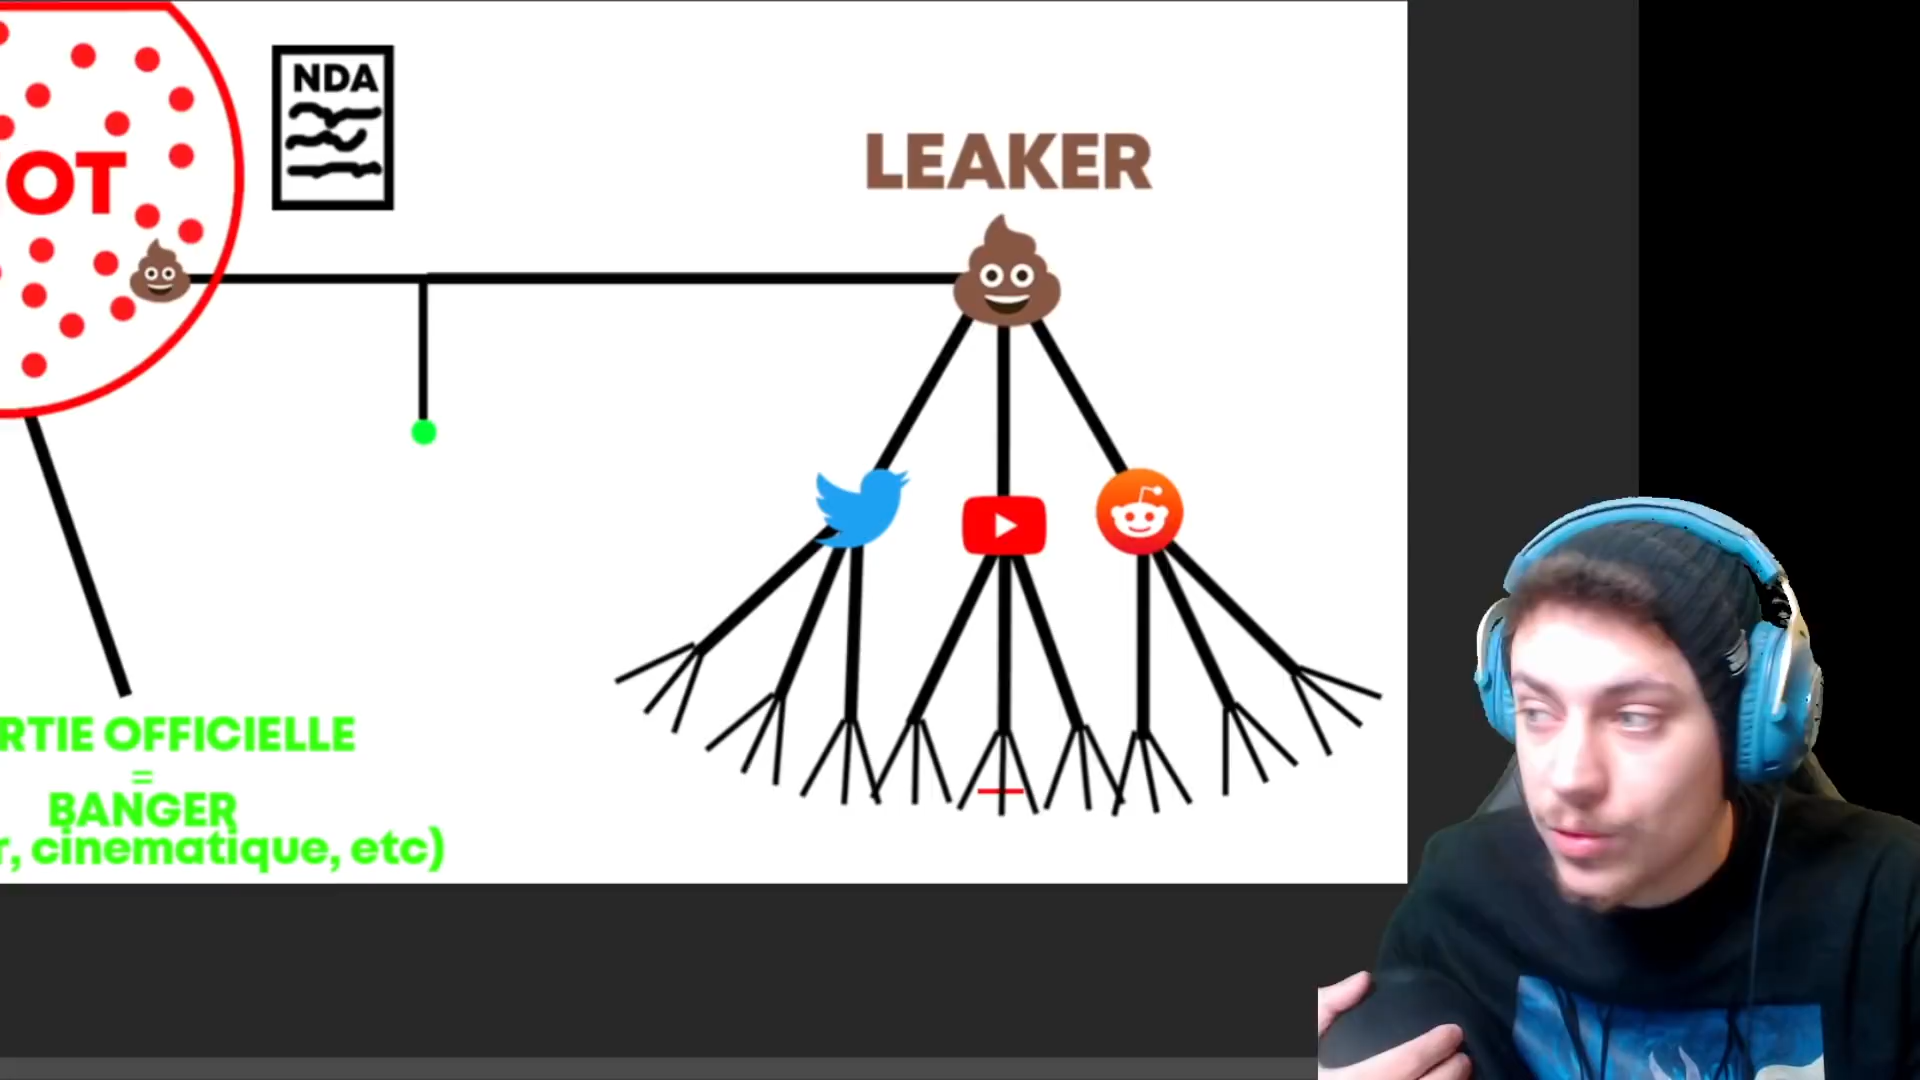 NDA
LEAKER
OT
RTIE OFFICIELLE
=
BANGER
r, cinematique, etc)